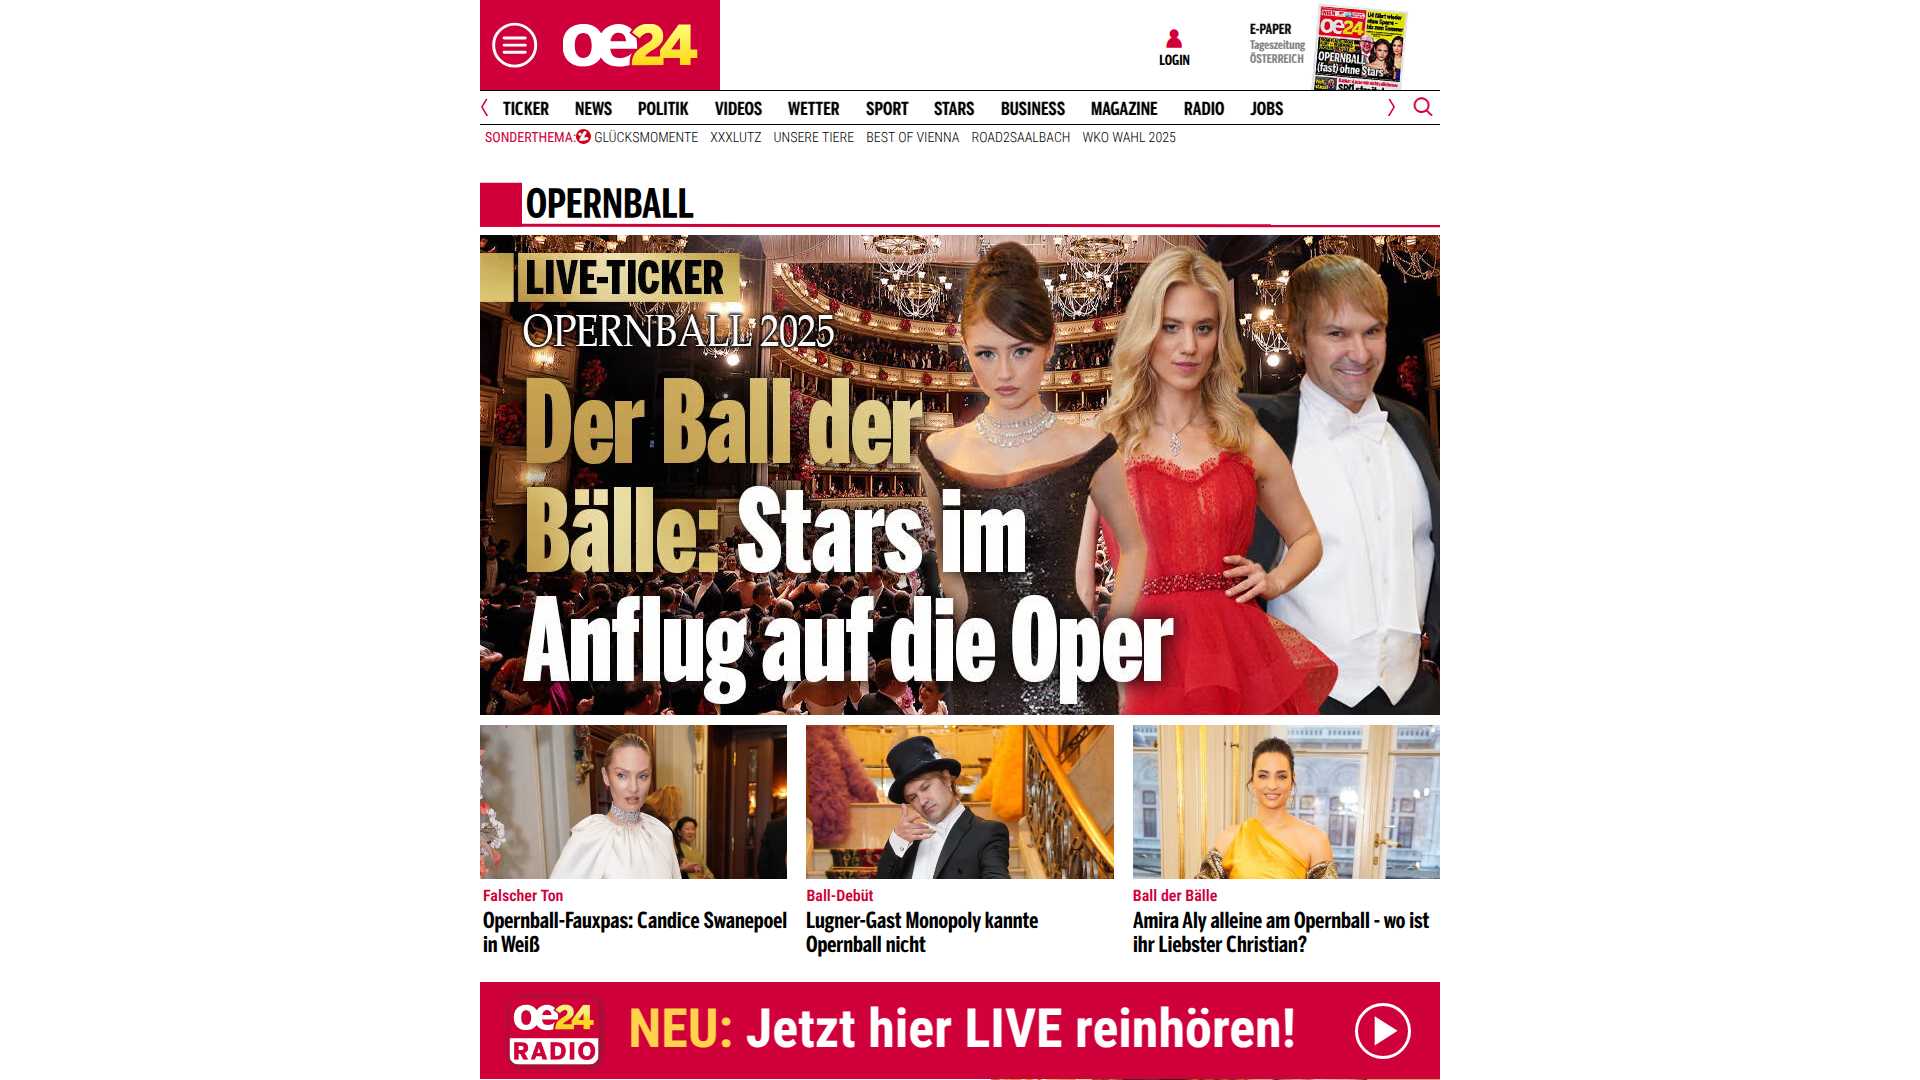 oe24
LOGIN
E-PAPER
Tageszeitung
ÖSTERREICH
oe24
OPERNBALL
(fast) ohne Stars
TICKER NEWS POLITIK VIDEOS WETTER SPORT STARS BUSINESS MAGAZINE RADIO JOBS
SONDERTHEMA: GLÜCKSMOMENTE XXXLUTZ UNSERE TIERE BEST OF VIENNA ROAD2SAALBACH WKO WAHL 2025
OPERNBALL
LIVE-TICKER
OPERNBALL 2025
Der Ball der
Bälle: Stars im
Anflug auf die Oper
Falscher Ton
Opernball-Fauxpas: Candice Swanepoel
in Weiß
Ball-Debüt
Lugner-Gast Monopoly kannte
Opernball nicht
Ball der Bälle
Amira Aly alleine am Opernball - wo ist
ihr Liebster Christian?
oe24
RADIO
NEU: Jetzt hier LIVE reinhören!